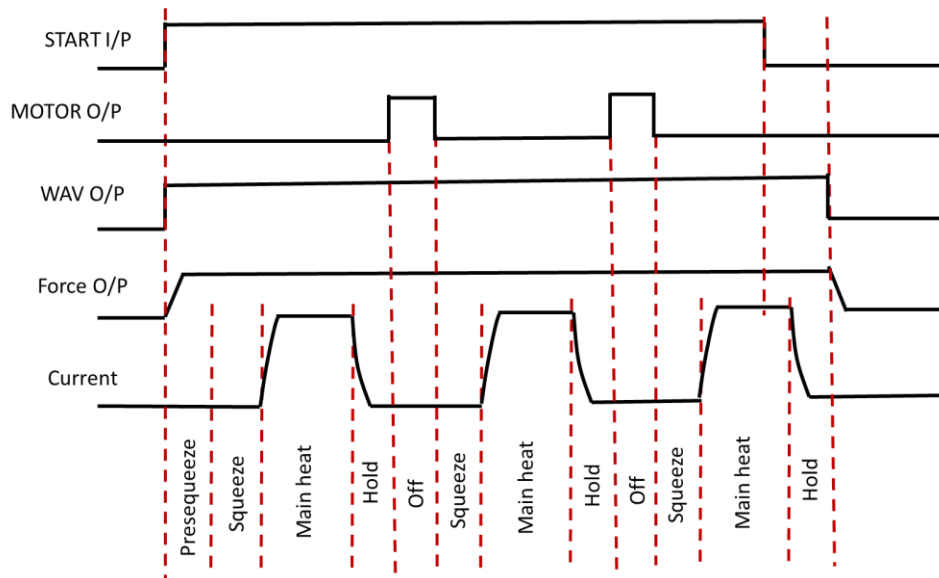 START I/P
MOTOR O/P
WAV O/P
Force O/P
Current
Presequeeze
Squeeze
Main heat
Hold
Off
Squeeze
Main heat
Hold
Off
Squeeze
Main heat
Hold